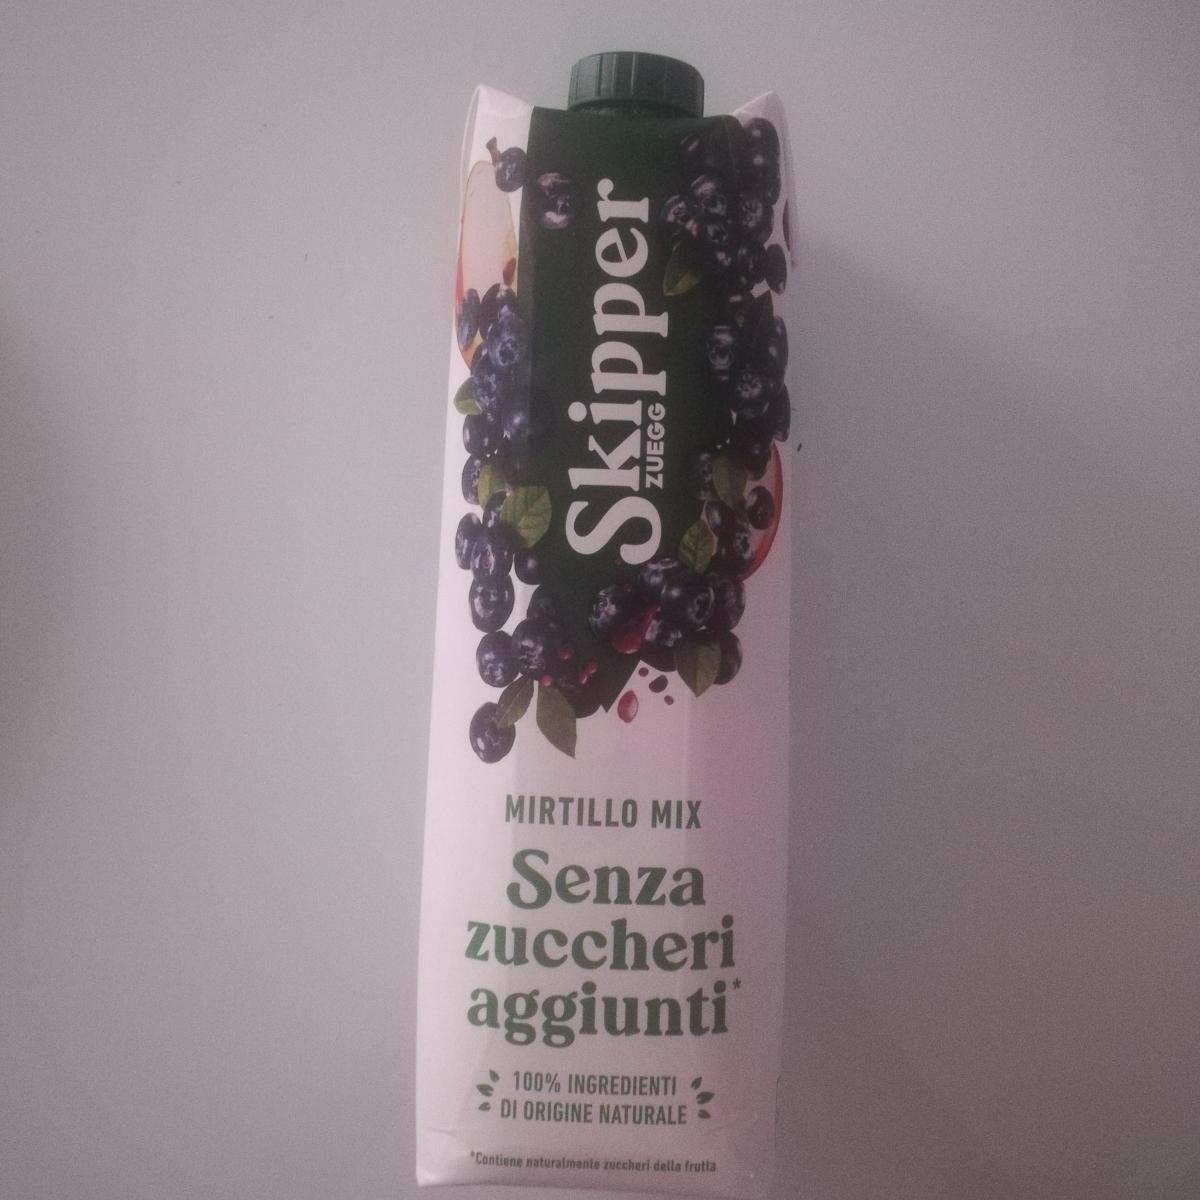 Skipper
ZUEGG
MIRTILLO MIX
Senza
zuccheri
aggiunti*
100% INGREDIENTI
DI ORIGINE NATURALE
*Contiene naturalmente zuccheri della frutta